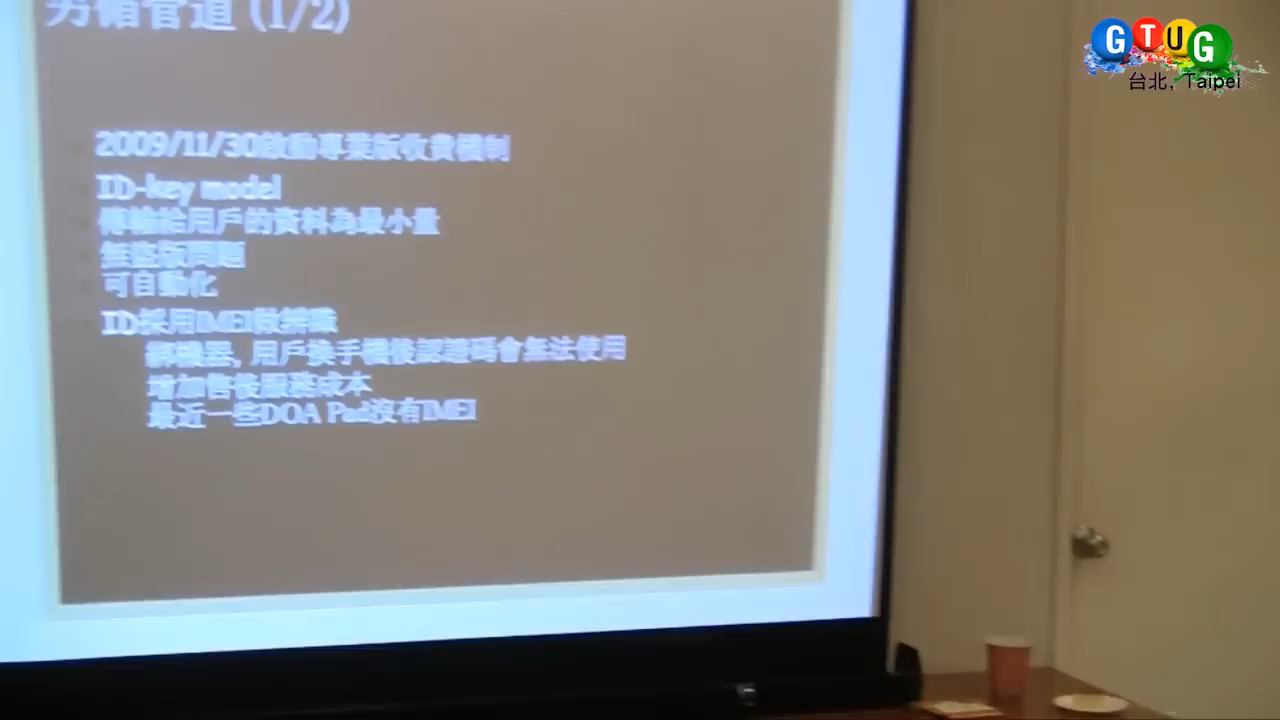 另循管道 (1/2)
2009/11/30啟動專業版收費機制
ID-key model
傳輸給用戶的資料為最小量
無盜版問題
可自動化
ID採用IMEI做辨識
綁機器, 用戶換手機後認證碼會無法使用
增加售後服務成本
最近一些DOA Pad沒有IMEI
GTUG
台北, Taipei